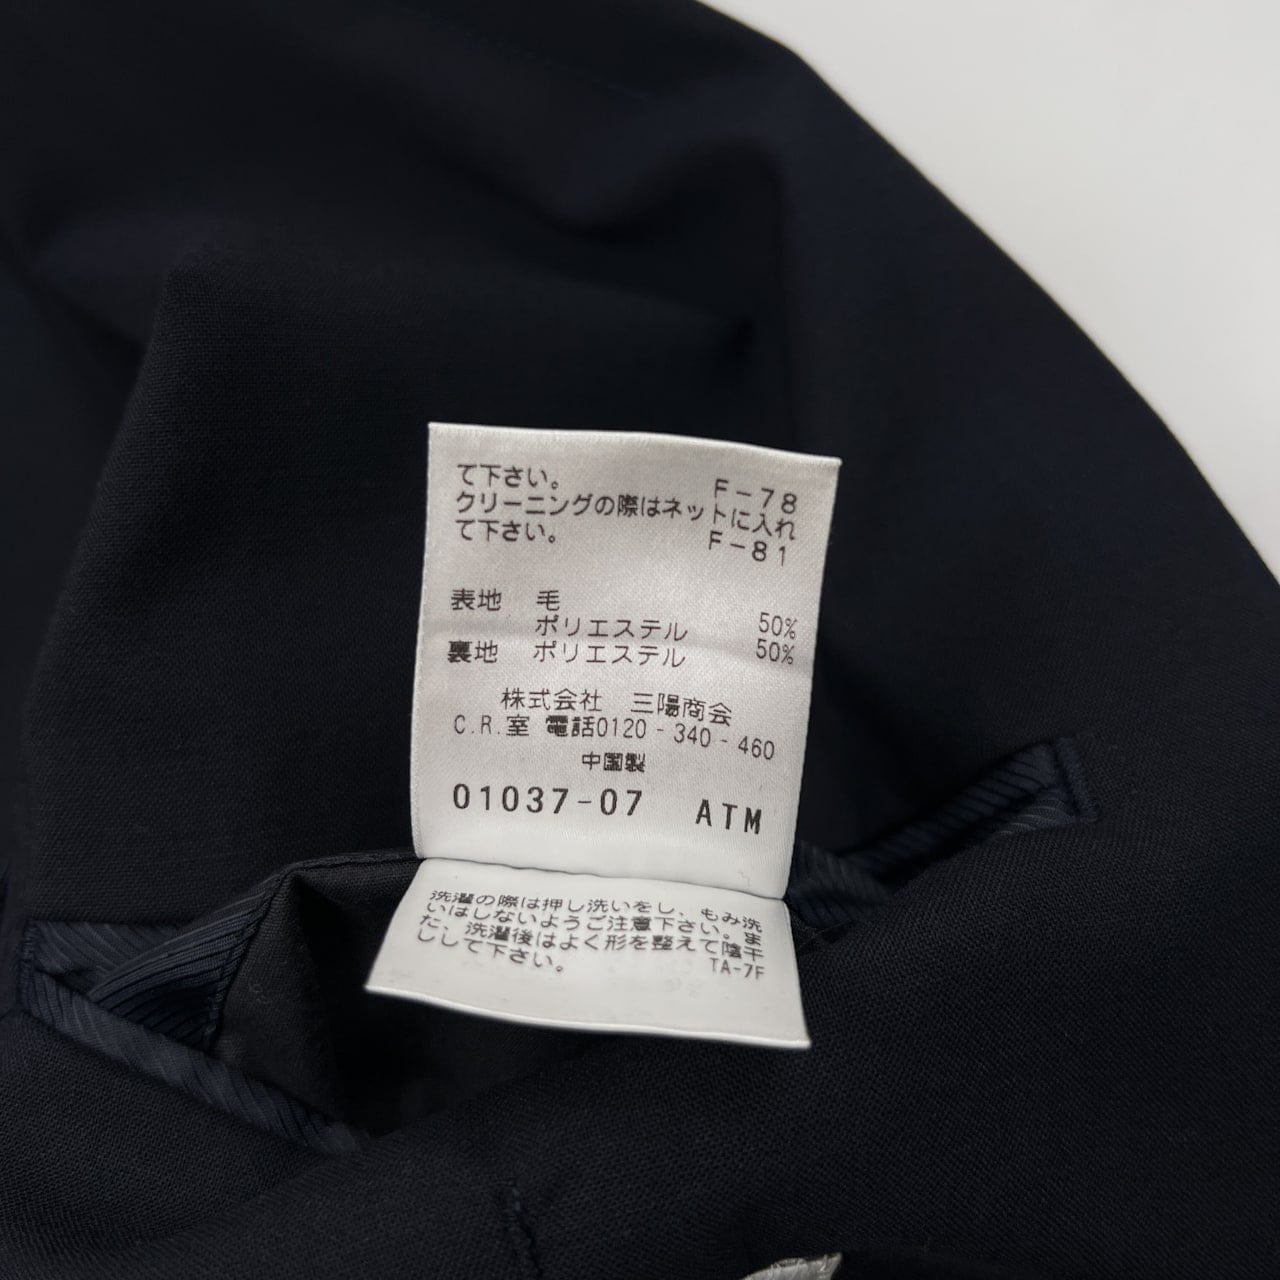 て下さい。 F-78
クリーニングの際はネットに入れ
て下さい。 F-81
表地 毛 50%
ポリエステル 50%
裏地 ポリエステル
株式会社 三陽商会
C.R.室 電話0120-340-460
中国製
01037-07 ATM
洗濯の際は押し洗いをし、もみ洗
いはしないようご注意下さい。ま
た、洗濯後はよく形を整えて陰干
しして下さい。 TA-7F